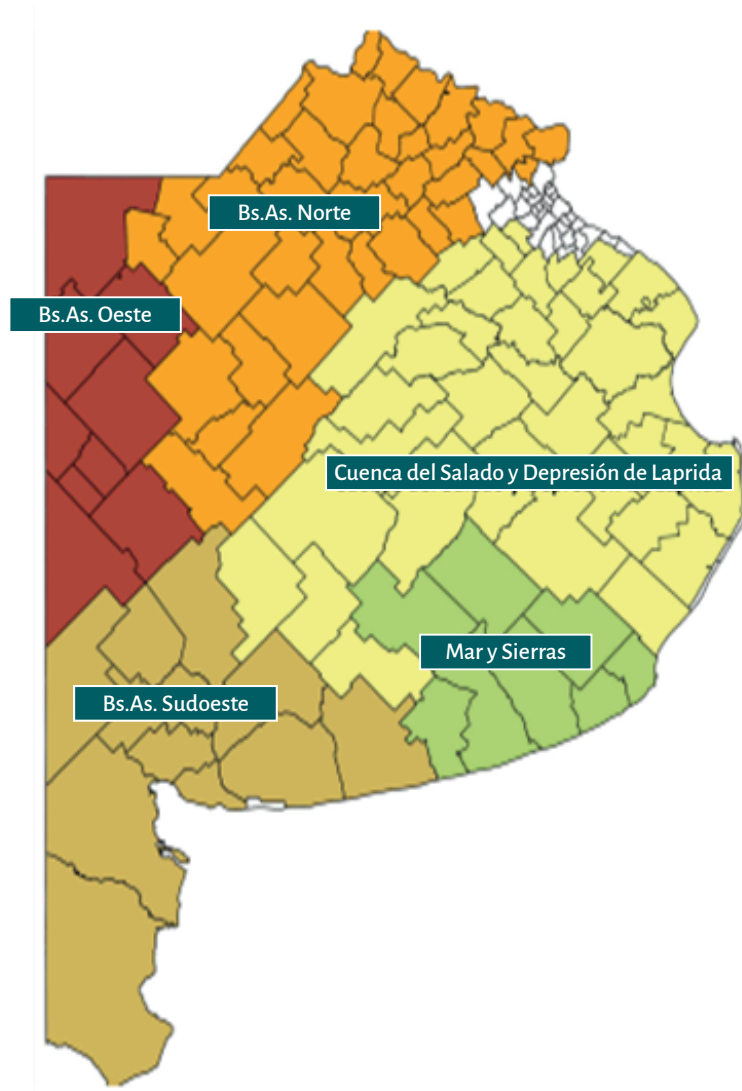 Bs.As. Norte
Bs.As. Oeste
Cuenca del Salado y Depresión de Laprida
Mar y Sierras
Bs.As. Sudoeste